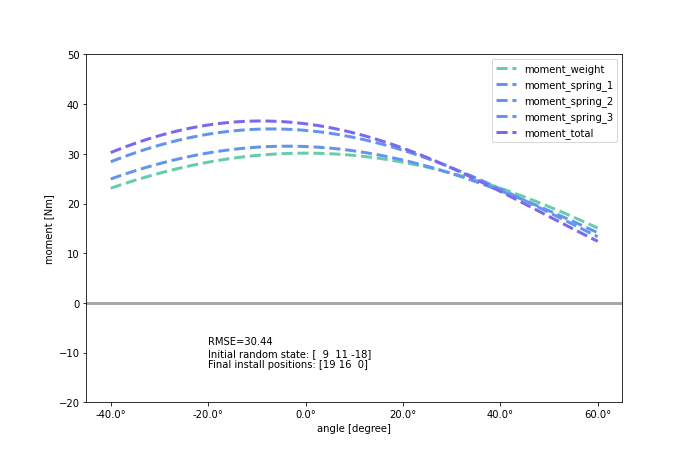 50
40
30
20
10
0
−10
−20
moment [Nm]
moment_weight
moment_spring_1
moment_spring_2
moment_spring_3
moment_total
RMSE=30.44
Initial random state: [  9  11 -18]
Final install positions: [19 16  0]
-40.0° -20.0° 0.0° 20.0° 40.0° 60.0°
angle [degree]